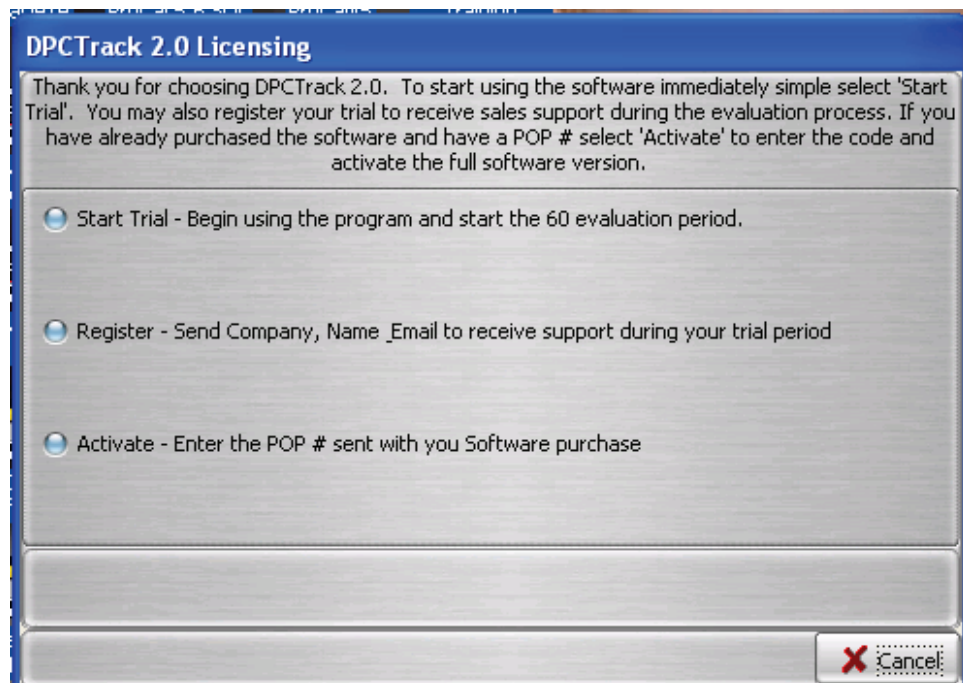 DPCTrack 2.0 Licensing
Thank you for choosing DPCTrack 2.0. To start using the software immediately simple select 'Start
Trial'. You may also register your trial to receive sales support during the evaluation process. If you
have already purchased the software and have a POP # select 'Activate' to enter the code and
activate the full software version.
Start Trial - Begin using the program and start the 60 evaluation period.
Register - Send Company, Name _Email to receive support during your trial period
Activate - Enter the POP # sent with you Software purchase
Cancel